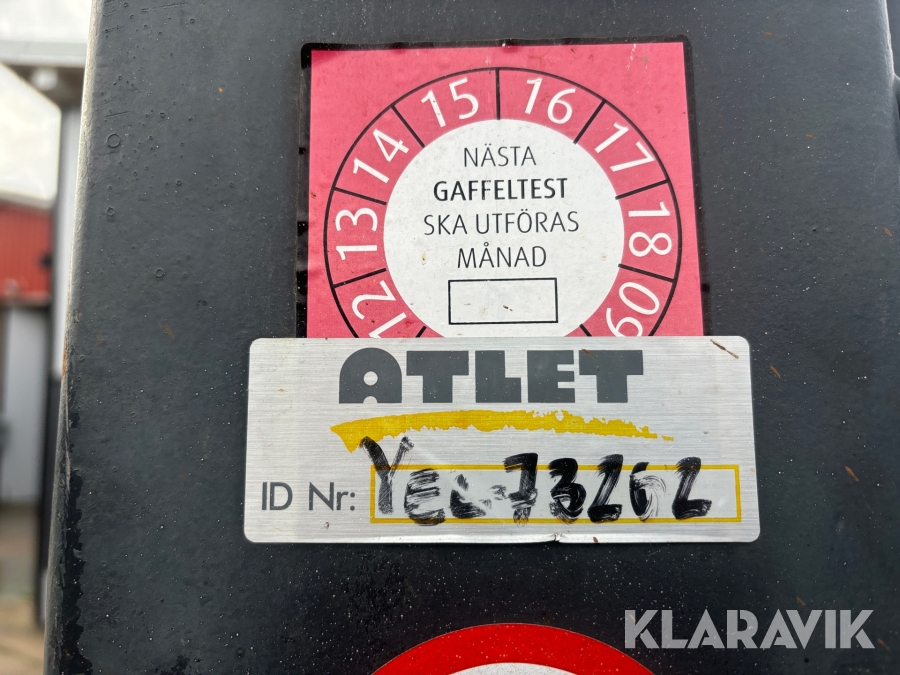 15 16
14 17
13 18
12 09
NÄSTA
GAFFELTEST
SKA UTFÖRAS
MÅNAD
ATLET
ID Nr:
KLARAVIK